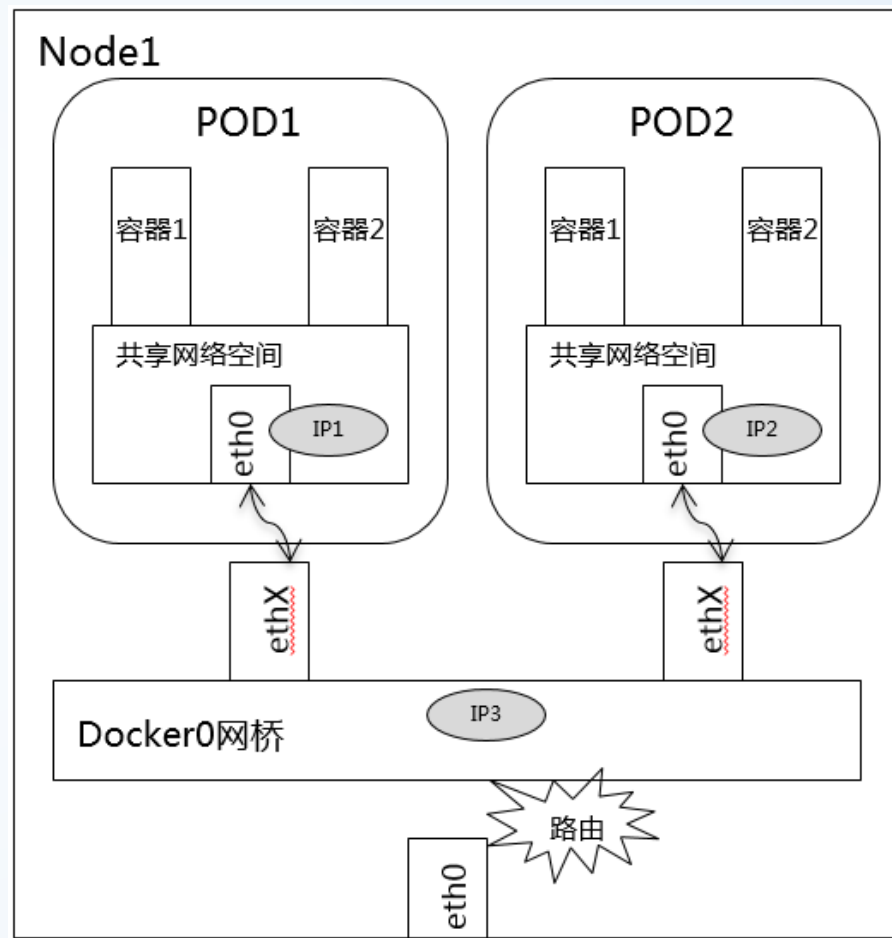 Node1
POD1
POD2
容器1
容器2
容器1
容器2
共享网络空间
共享网络空间
eth0
IP1
eth0
IP2
ethX
ethX
IP3
Docker0网桥
路由
eth0